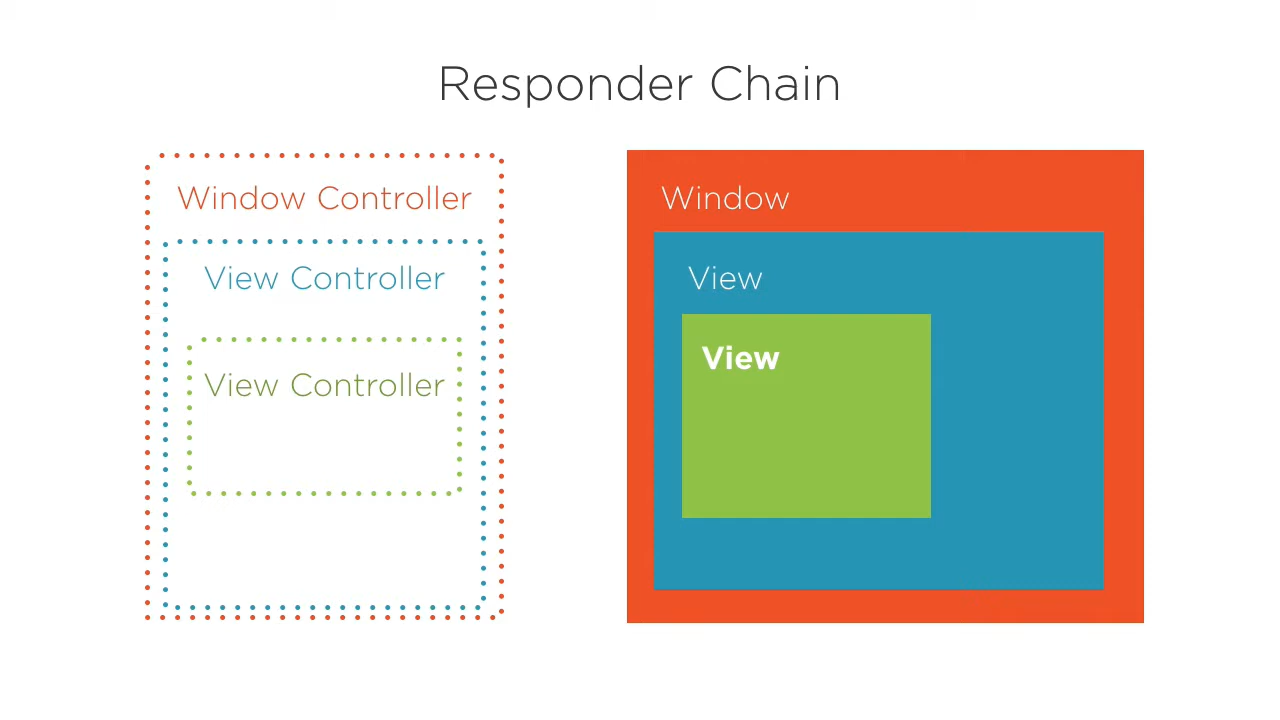 Responder Chain
Window Controller
View Controller
View Controller
Window
View
View